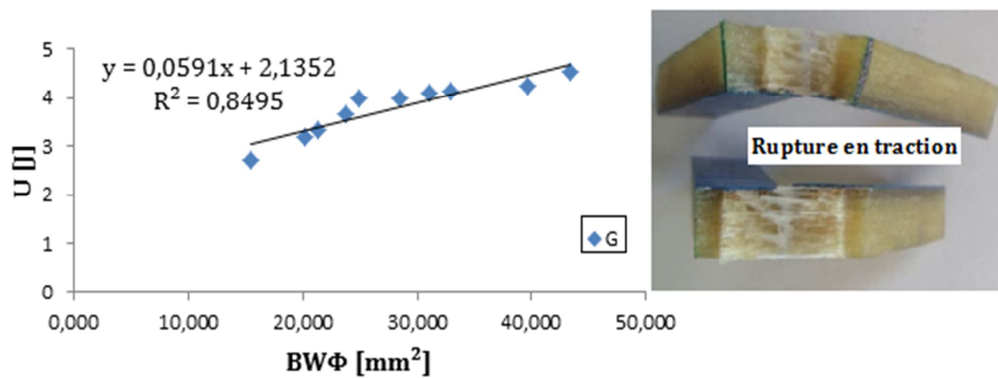 5
y = 0,0591x + 2,1352
4
R² = 0,8495
3
2
1
0
U [J]
G
0,000 10,000 20,000 30,000 40,000 50,000
BWΦ [mm²]
Rupture en traction